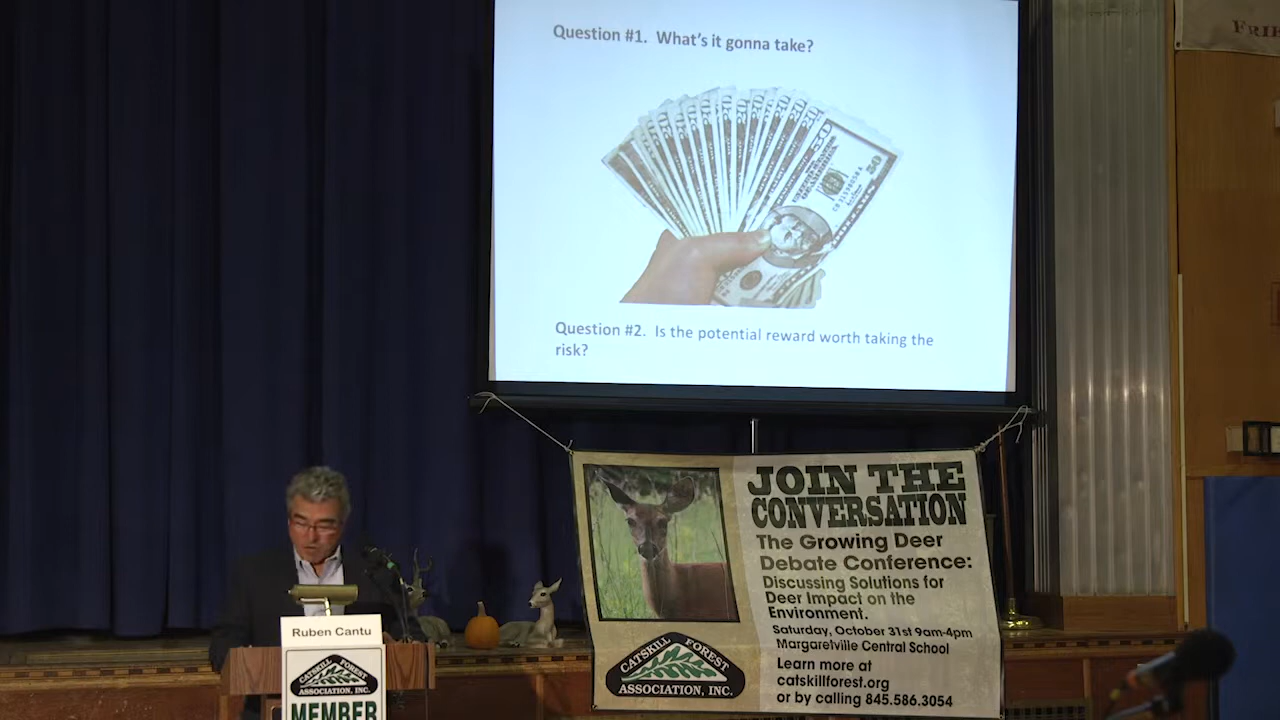 Question #1. What's it gonna take?
50
50
Question #2. Is the potential reward worth taking the
risk?
JOIN THE
CONVERSATION
The Growing Deer
Debate Conference:
Discussing Solutions for
Deer Impact on the
Environment.
Saturday, October 31st 9am-4pm
Margaretville Central School
Learn more at
catskillforest.org
or by calling 845.586.3054
CATSKILL FOREST
ASSOCIATION, INC.
Ruben Cantu
CATSKILL FOREST
ASSOCIATION, INC.
MEMBER